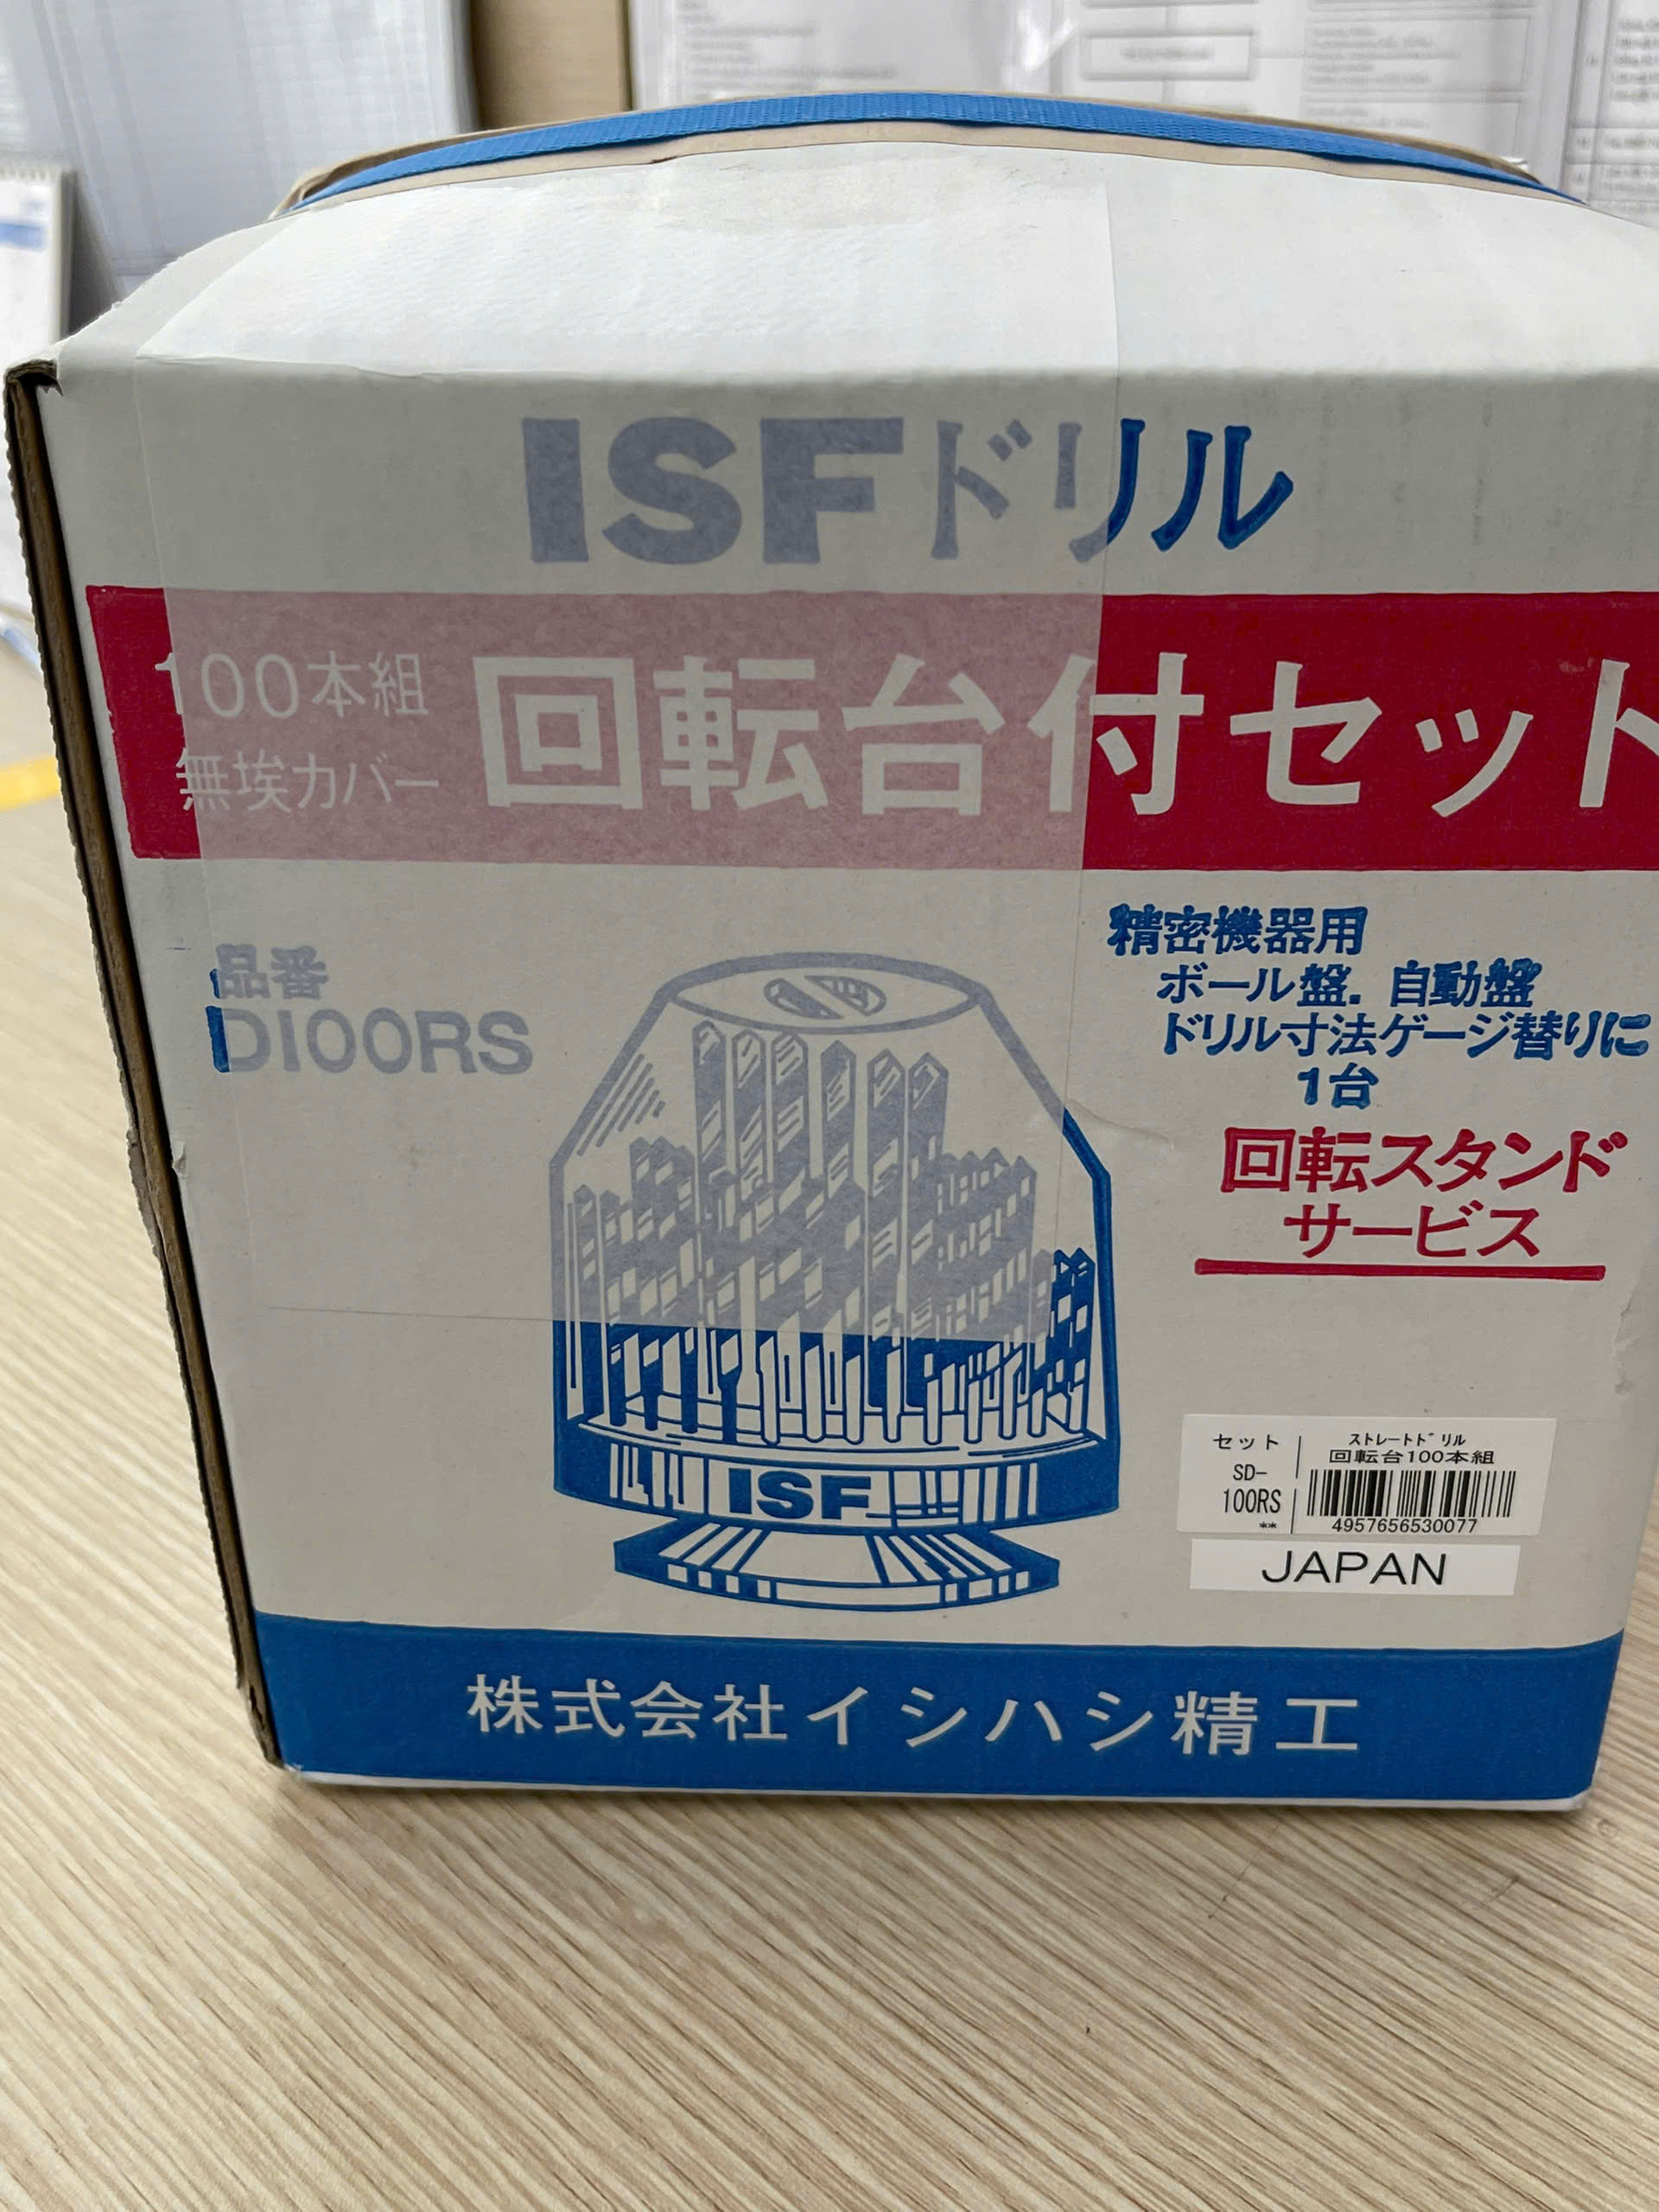 ISFドリル
100本組
無埃カバー
回転台付セット
品番
D100RS
精密機器用
ボール盤. 自動盤
ドリル寸法ゲージ替りに
1台
回転スタンド
サービス
ISF
セット
SD-
100RS
**
ストレートドリル
回転台100本組
4957656530077
JAPAN
株式会社イシハシ精工